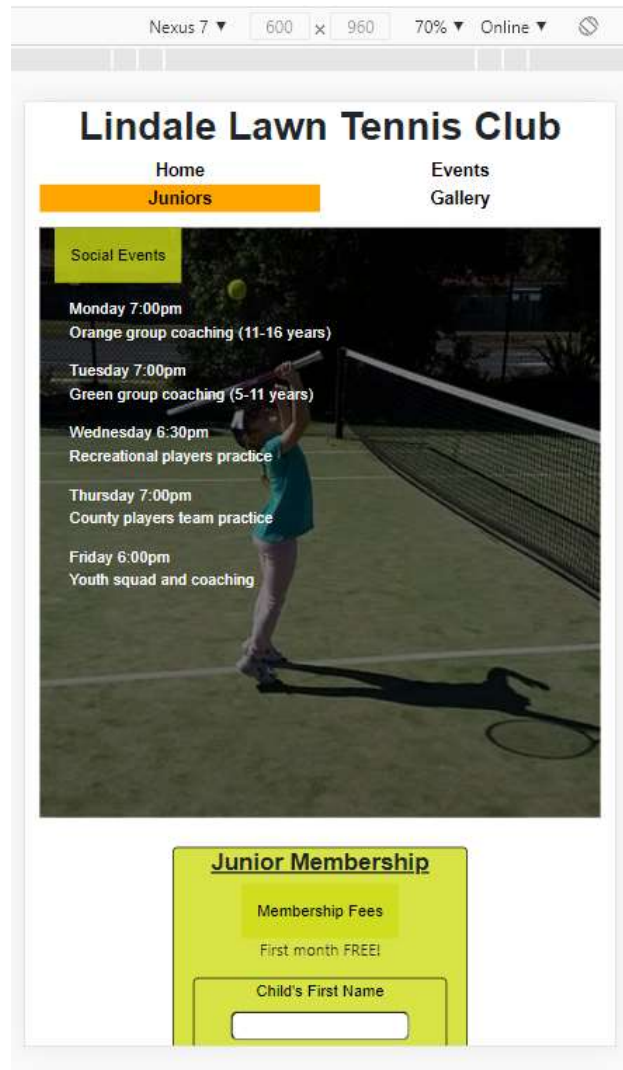 Nexus 7 ▼ 600 x 960 70% ▼ Online ▼
Lindale Lawn Tennis Club
Home Events
Juniors Gallery
Social Events
Monday 7:00pm
Orange group coaching (11-16 years)
Tuesday 7:00pm
Green group coaching (5-11 years)
Wednesday 6:30pm
Recreational players practice
Thursday 7:00pm
County players team practice
Friday 6:00pm
Youth squad and coaching
Junior Membership
Membership Fees
First month FREE!
Child's First Name